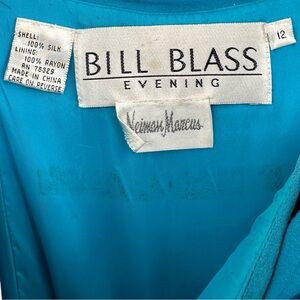 SHELL:
100% SILK
LINING:
100% RAYON
RN 76329
MADE IN CHINA
CARE ON REVERSE
BILL BLASS
EVENING
12
Neiman Marcus